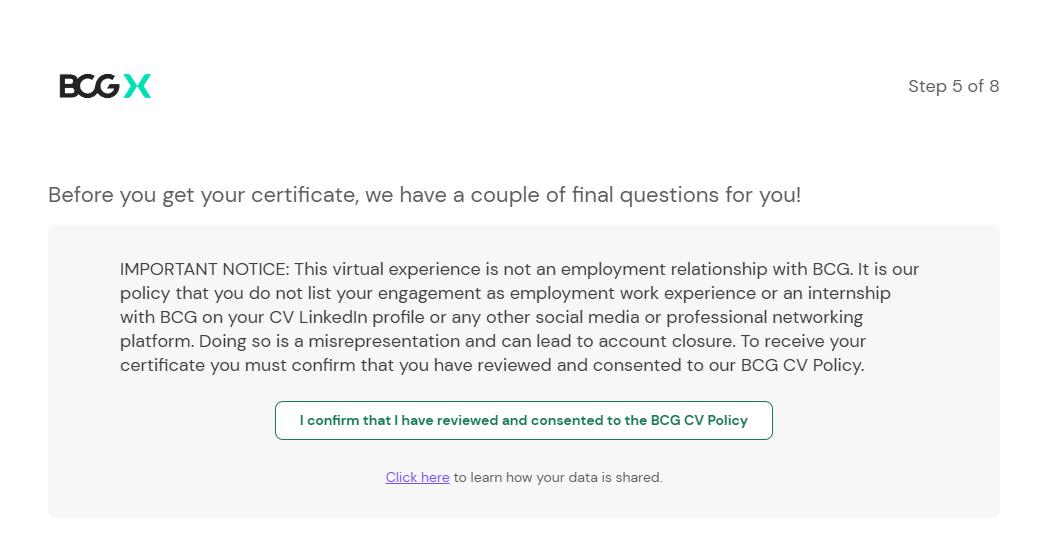 BCG X
Step 5 of 8
Before you get your certificate, we have a couple of final questions for you!
IMPORTANT NOTICE: This virtual experience is not an employment relationship with BCG. It is our
policy that you do not list your engagement as employment work experience or an internship
with BCG on your CV LinkedIn profile or any other social media or professional networking
platform. Doing so is a misrepresentation and can lead to account closure. To receive your
certificate you must confirm that you have reviewed and consented to our BCG CV Policy.
I confirm that I have reviewed and consented to the BCG CV Policy
Click here to learn how your data is shared.